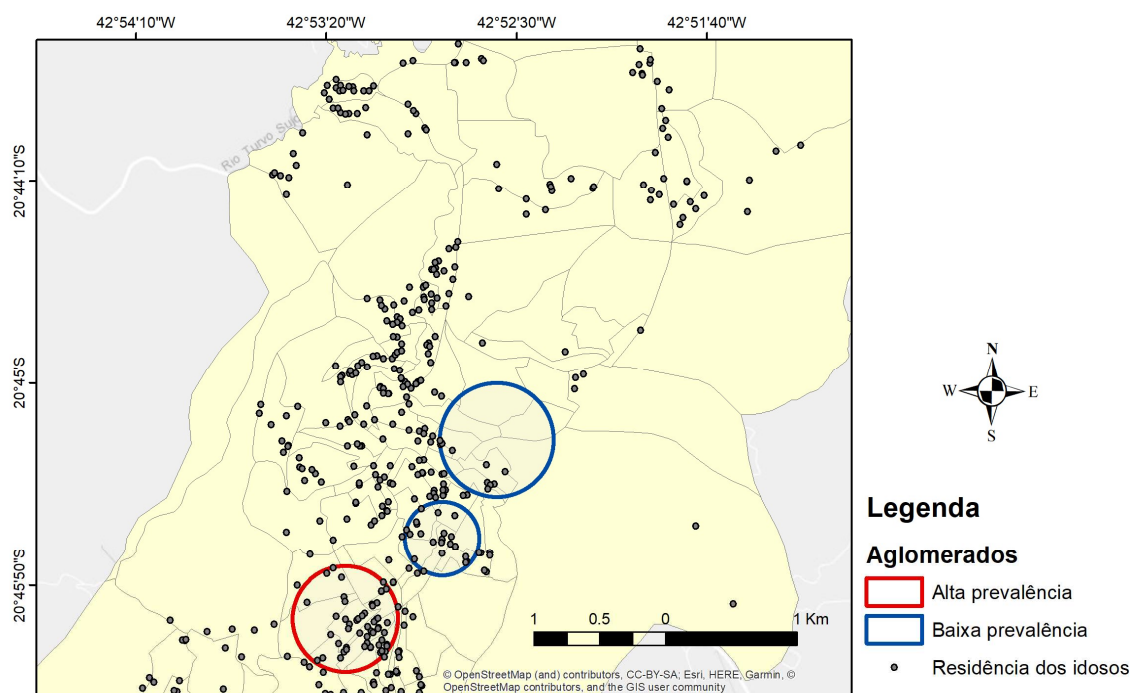 42°54'10"W 42°53'20"W 42°52'30"W 42°51'40"W
Rio Turvo Sujo
20°44'10"S
20°45'S
20°45'50"S
N
W E
S
Legenda
Aglomerados
Alta prevalência
Baixa prevalência
Residência dos idosos
1 0.5 0 1 Km
© OpenStreetMap (and) contributors, CC-BY-SA; Esri, HERE, Garmin, ©
OpenStreetMap contributors, and the GIS user community